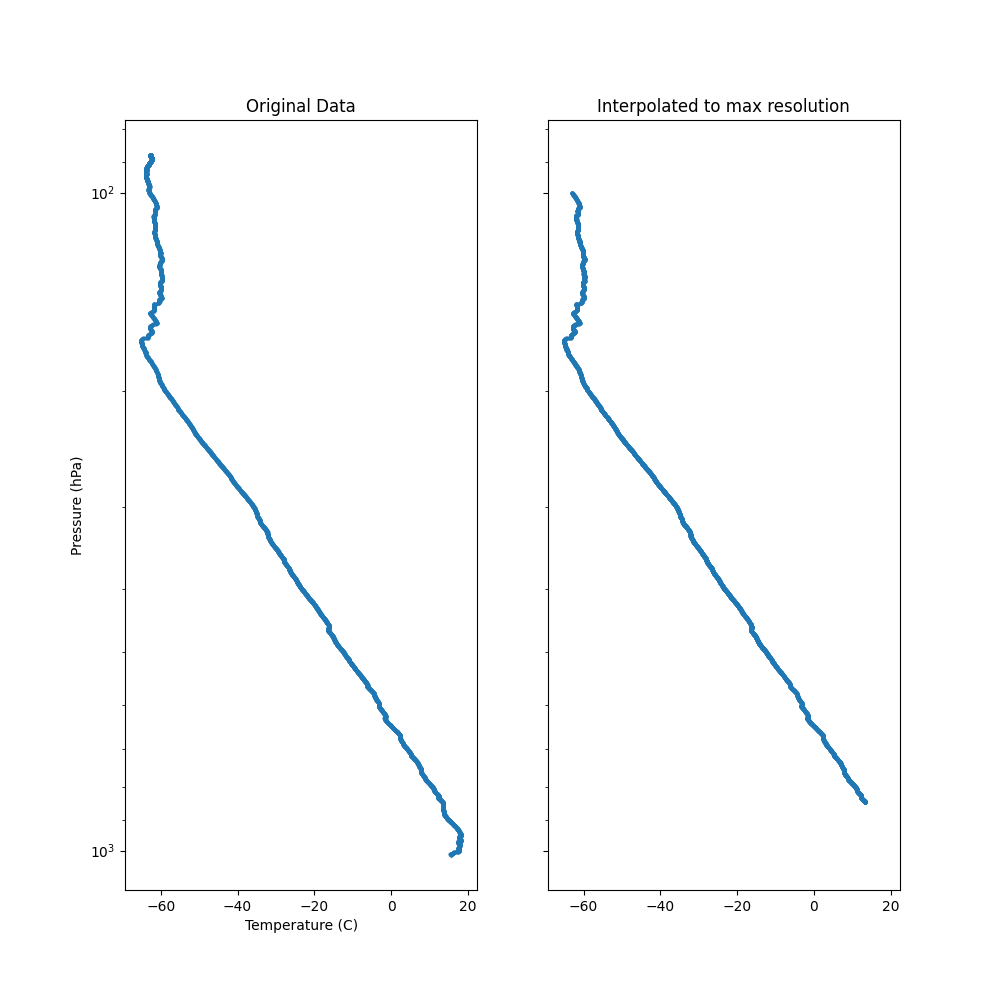 Original Data
Interpolated to max resolution
10²
10³
Pressure (hPa)
−60 −40 −20 0 20
−60 −40 −20 0 20
Temperature (C)